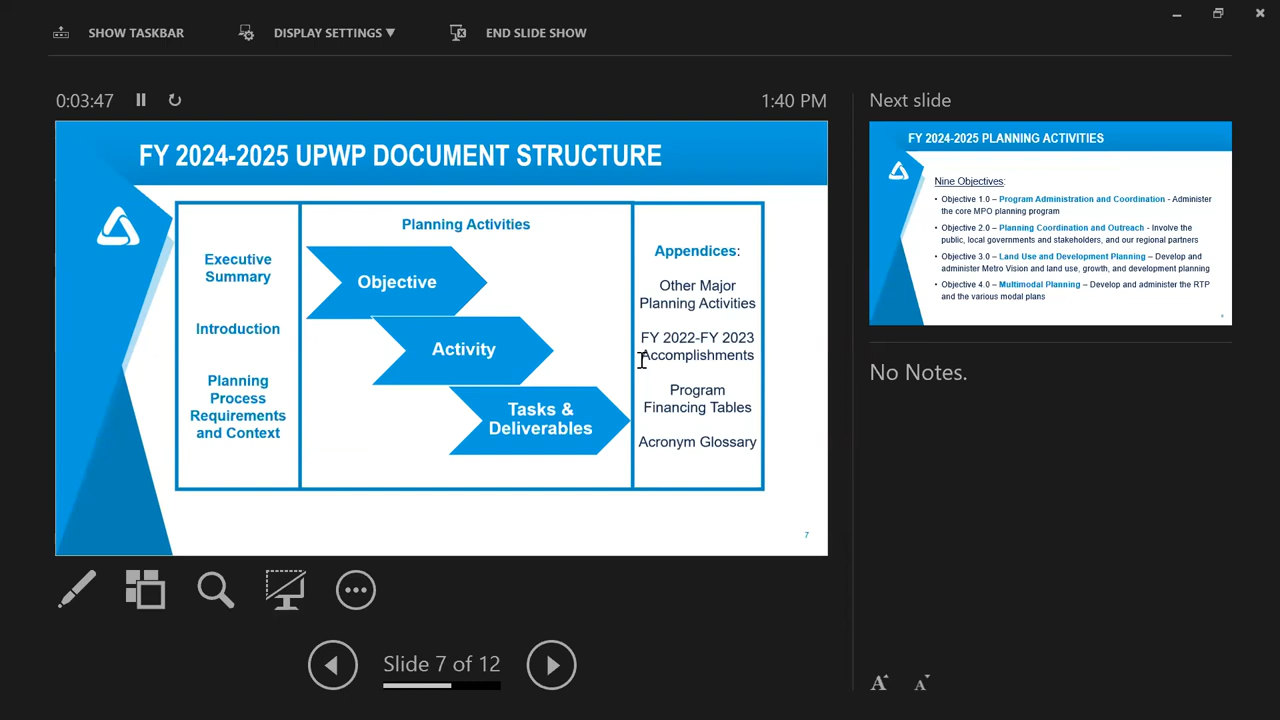 SHOW TASKBAR
DISPLAY SETTINGS ▼
END SLIDE SHOW
0:03:47
1:40 PM
FY 2024-2025 UPWP DOCUMENT STRUCTURE
Executive
Summary
Introduction
Planning
Process
Requirements
and Context
Planning Activities
Objective
Activity
Tasks &
Deliverables
Appendices:
Other Major
Planning Activities
FY 2022-FY 2023
Accomplishments
Program
Financing Tables
Acronym Glossary
7
Slide 7 of 12
Next slide
FY 2024-2025 PLANNING ACTIVITIES
Nine Objectives:
• Objective 1.0 – Program Administration and Coordination - Administer
the core MPO planning program
• Objective 2.0 – Planning Coordination and Outreach - Involve the
public, local governments and stakeholders, and our regional partners
• Objective 3.0 – Land Use and Development Planning – Develop and
administer Metro Vision and land use, growth, and development planning
• Objective 4.0 – Multimodal Planning – Develop and administer the RTP
and the various modal plans
No Notes.
A A